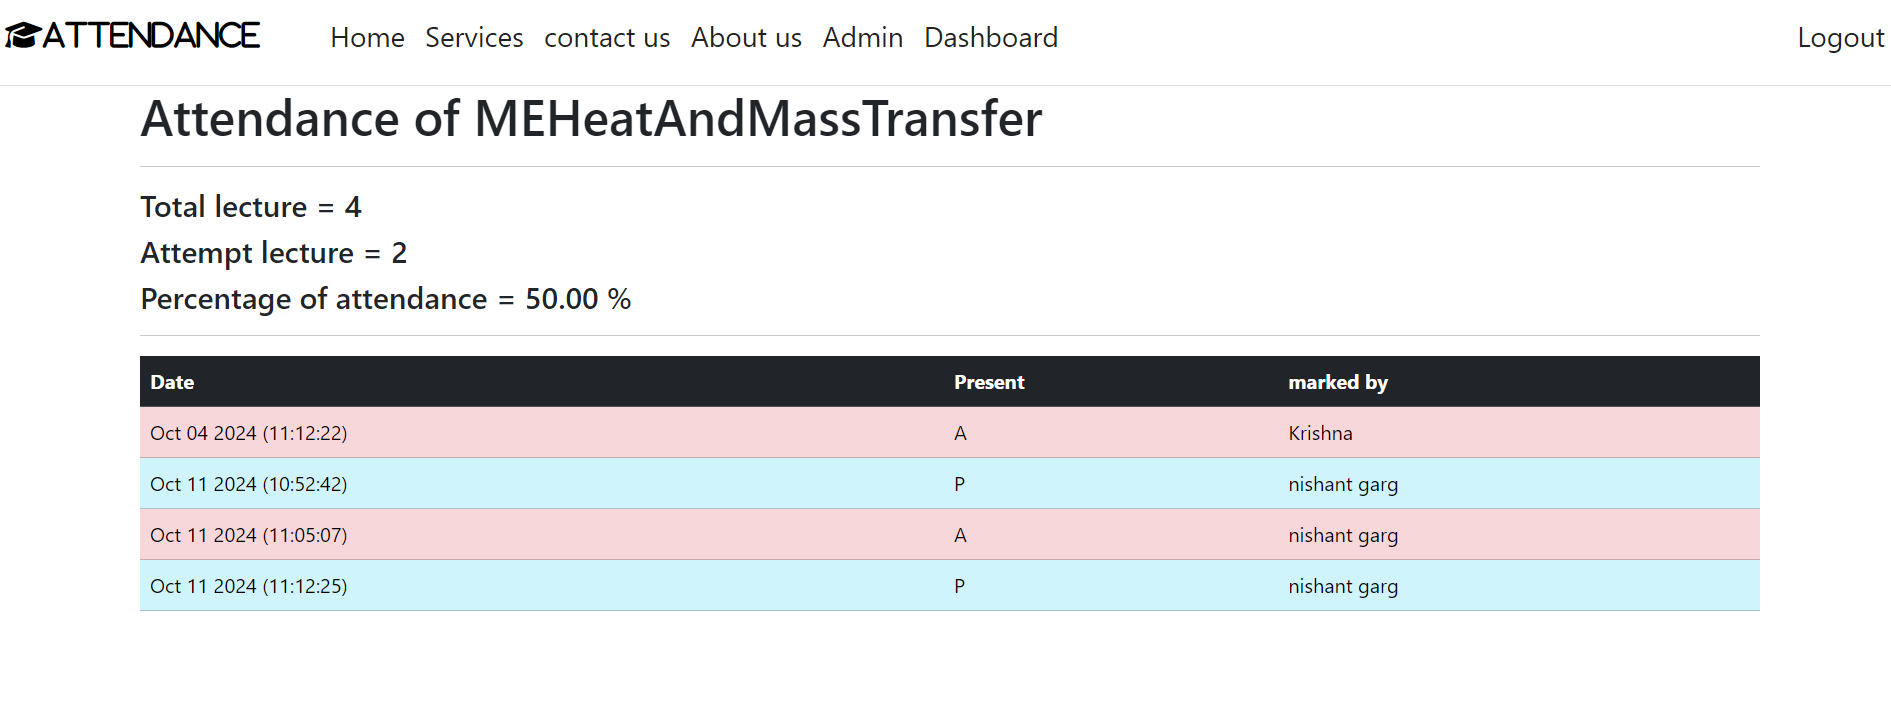 ATTENDANCE Home Services contact us About us Admin Dashboard Logout
Attendance of MEHeatAndMassTransfer
Total lecture = 4
Attempt lecture = 2
Percentage of attendance = 50.00 %
Date Present marked by
Oct 04 2024 (11:12:22) A Krishna
Oct 11 2024 (10:52:42) P nishant garg
Oct 11 2024 (11:05:07) A nishant garg
Oct 11 2024 (11:12:25) P nishant garg